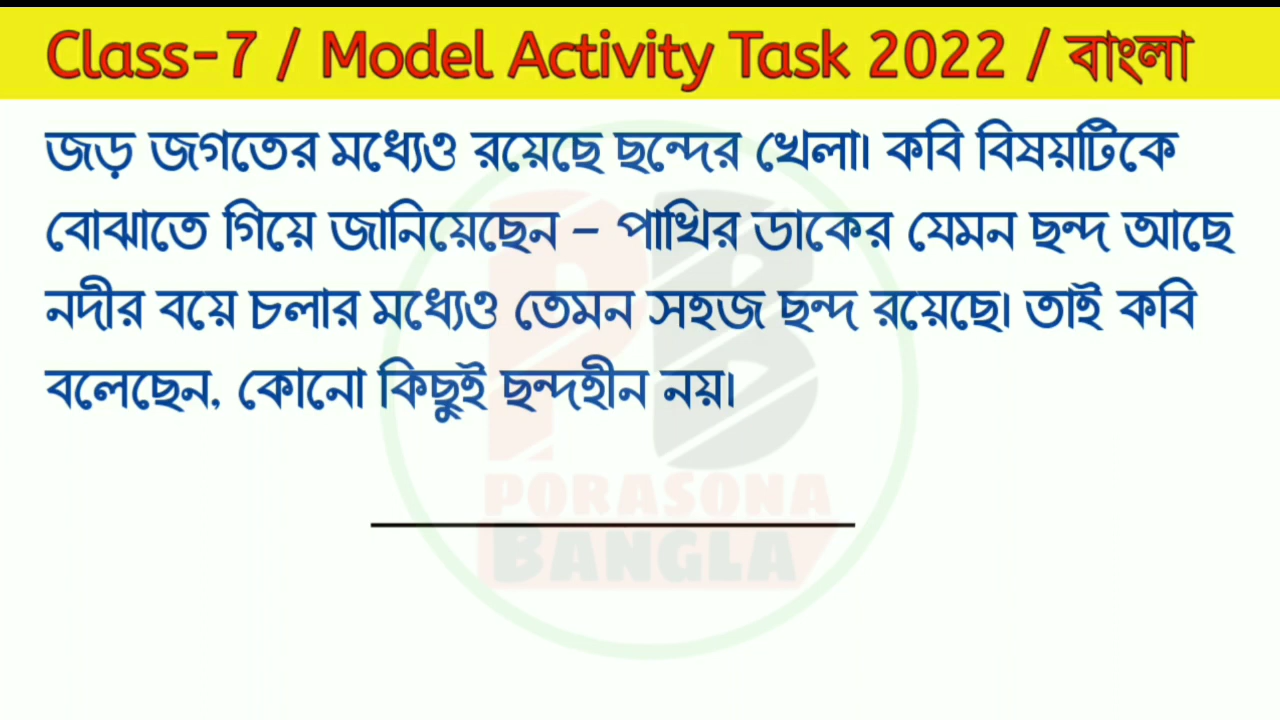 Class-7 / Model Activity Task 2022 / বাংলা
জড় জগতের মধ্যেও রয়েছে ছন্দের খেলা। কবি বিষয়টিকে
বোঝাতে গিয়ে জানিয়েছেন – পাখির ডাকের যেমন ছন্দ আছে
নদীর বয়ে চলার মধ্যেও তেমন সহজ ছন্দ রয়েছে। তাই কবি
বলেছেন, কোনো কিছুই ছন্দহীন নয়।
PB
PORASONA
BANGLA